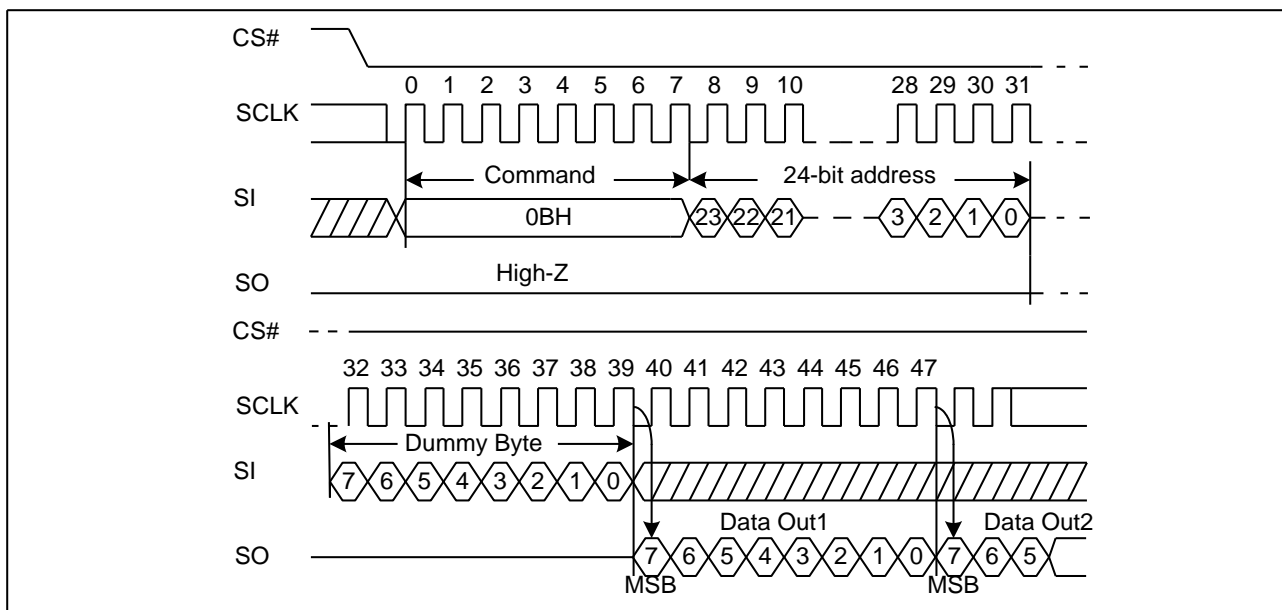 CS#
0 1 2 3 4 5 6 7 8 9 10 28 29 30 31
SCLK
Command 24-bit address
SI
0BH 23 22 21 3 2 1 0
High-Z
SO
CS#
32 33 34 35 36 37 38 39 40 41 42 43 44 45 46 47
SCLK
Dummy Byte
SI
7 6 5 4 3 2 1 0
Data Out1 Data Out2
SO
7 6 5 4 3 2 1 0 7 6 5
MSB MSB